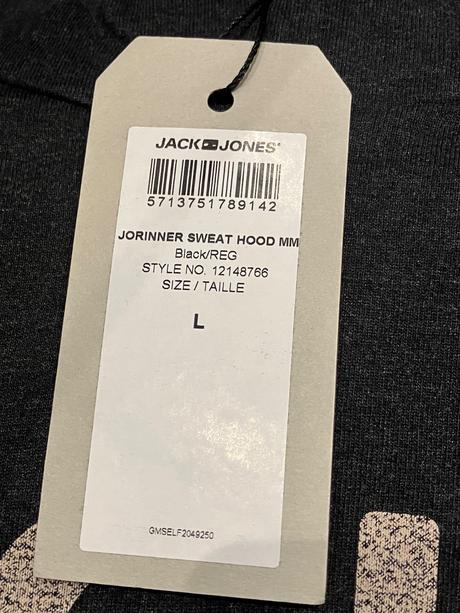 JACK JONES®
5713751789142
JORINNER SWEAT HOOD MM
Black/REG
STYLE NO. 12148766
SIZE / TAILLE
L
GMSELF2049250